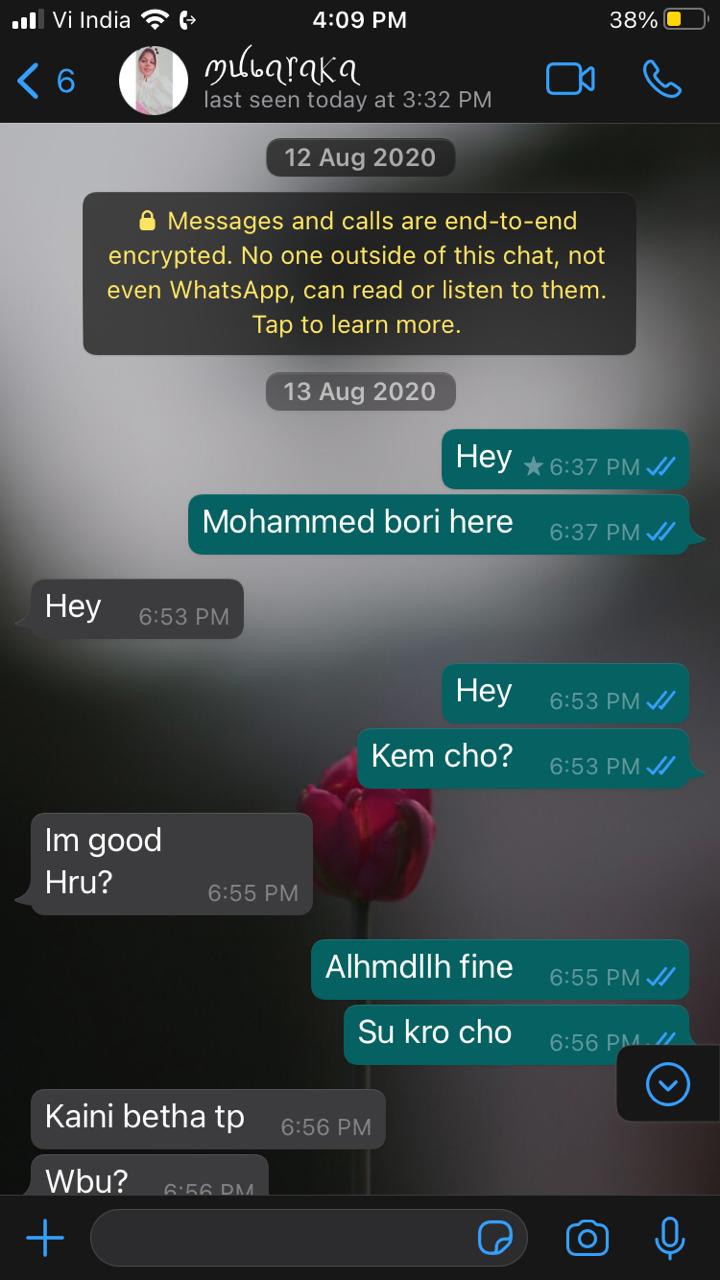 Vi India 4:09 PM 38%
6 mubaraka
last seen today at 3:32 PM
12 Aug 2020
Messages and calls are end-to-end
encrypted. No one outside of this chat, not
even WhatsApp, can read or listen to them.
Tap to learn more.
13 Aug 2020
Hey 6:37 PM
Mohammed bori here 6:37 PM
Hey 6:53 PM
Hey 6:53 PM
Kem cho? 6:53 PM
Im good
Hru? 6:55 PM
Alhmdllh fine 6:55 PM
Su kro cho 6:56 PM
Kaini betha tp 6:56 PM
Wbu? 6:56 PM